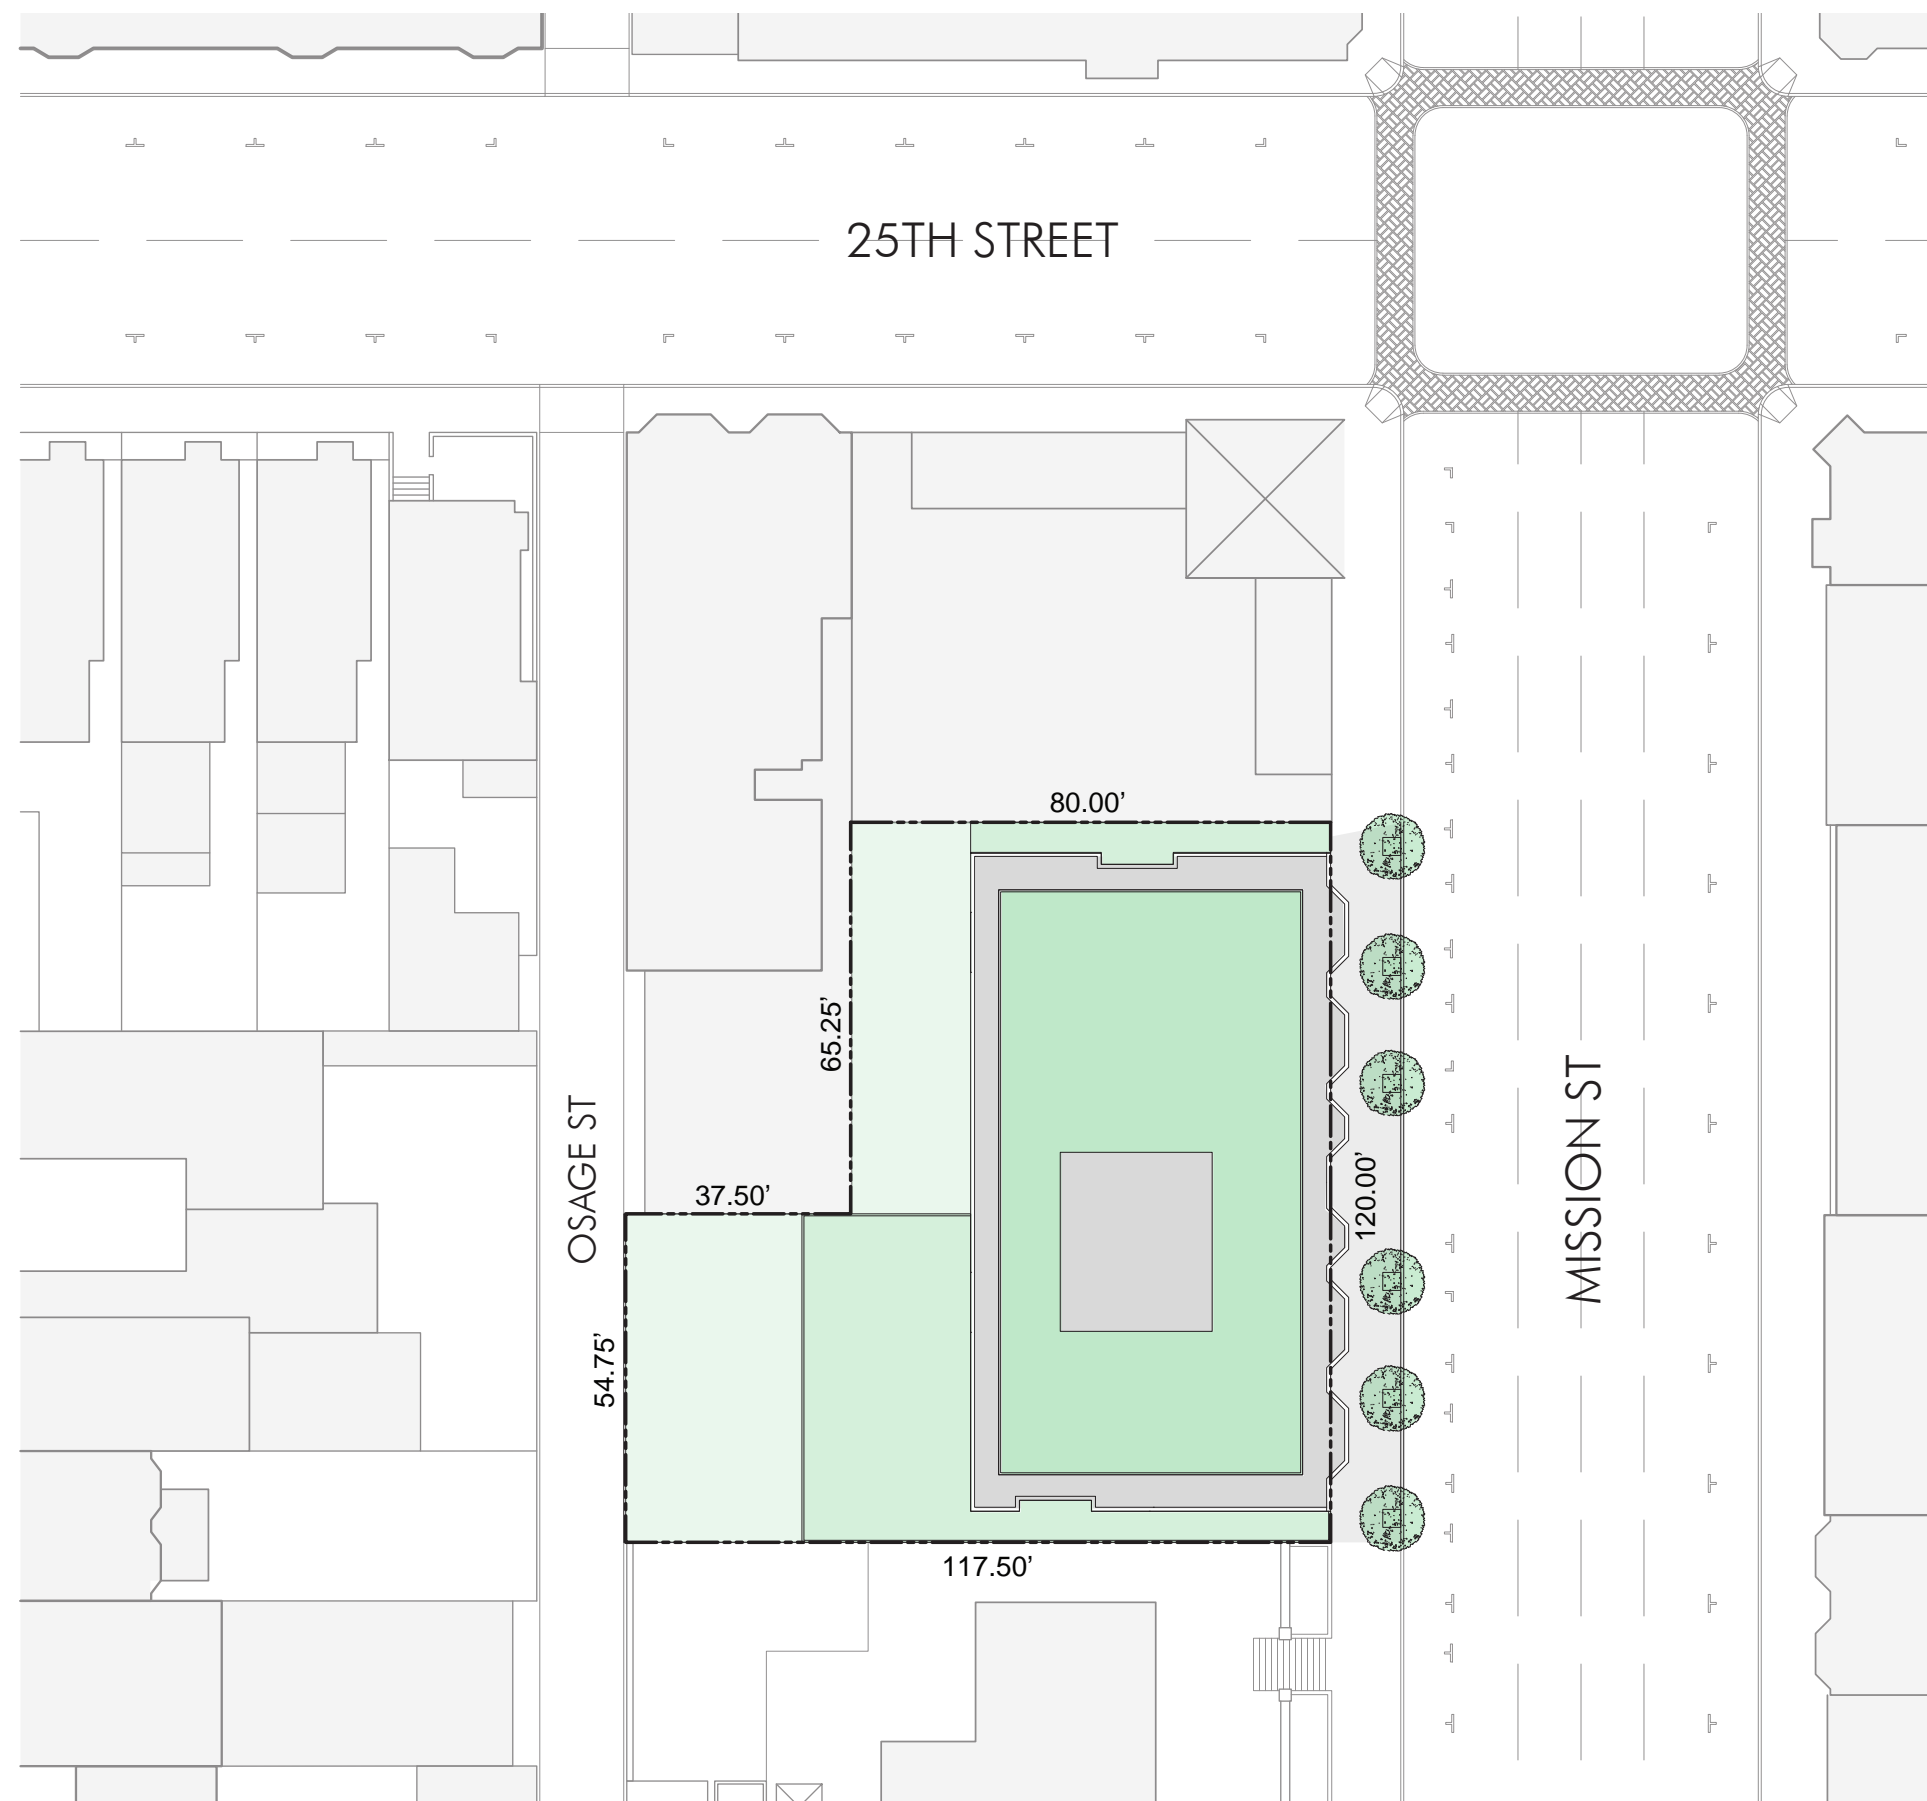 25TH STREET
80.00’
65.25’
OSAGE ST
MISSION ST
37.50’
120.00’
54.75’
117.50’